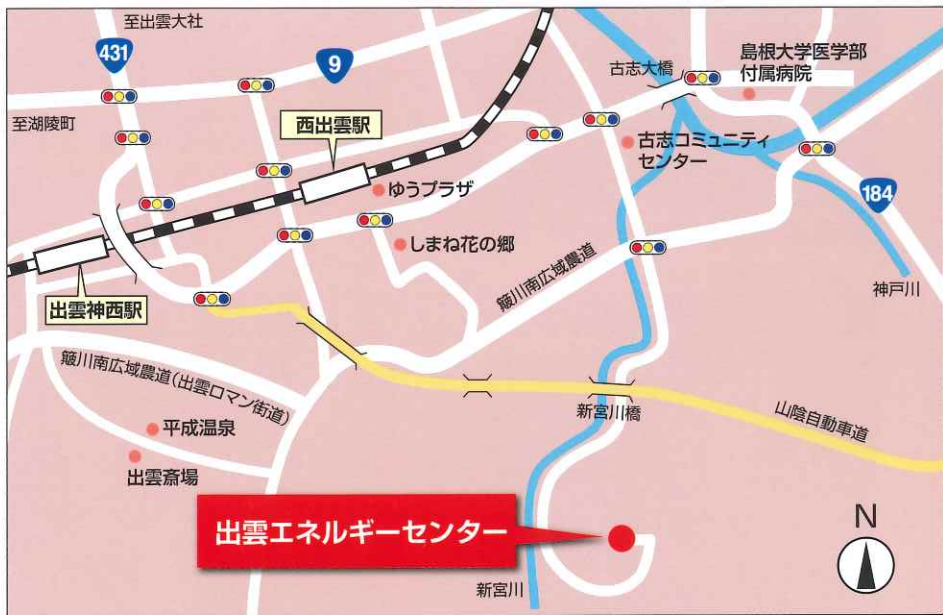 至出雲大社
431
9
至湖陵町
古志大橋
島根大学医学部
付属病院
西出雲駅
古志コミュニティ
センター
ゆうプラザ
184
しまね花の郷
簸川南広域農道
神戸川
出雲神西駅
簸川南広域農道(出雲ロマン街道)
新宮川橋
山陰自動車道
平成温泉
出雲斎場
出雲エネルギーセンター
N
新宮川